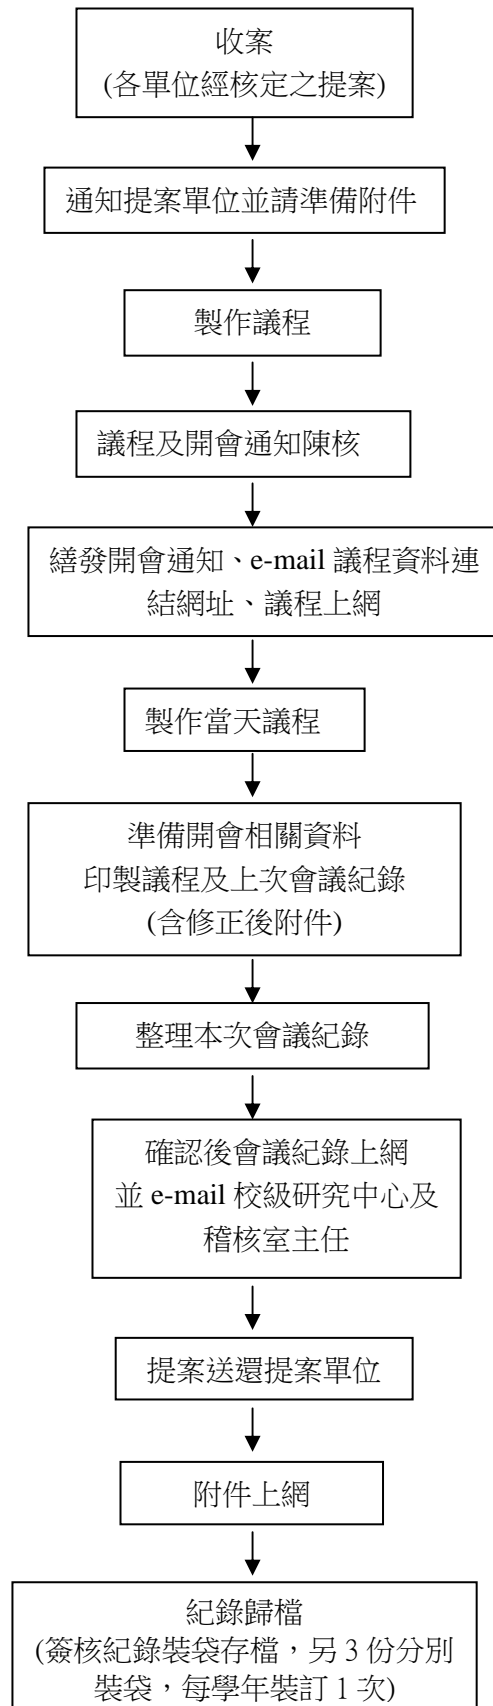 收案
(各單位經核定之提案)
通知提案單位並請準備附件
製作議程
議程及開會通知陳核
繕發開會通知、e-mail 議程資料連
結網址、議程上網
製作當天議程
準備開會相關資料
印製議程及上次會議紀錄
(含修正後附件)
整理本次會議紀錄
確認後會議紀錄上網
並 e-mail 校級研究中心及
稽核室主任
提案送還提案單位
附件上網
紀錄歸檔
(簽核紀錄裝袋存檔，另 3 份分別
裝袋，每學年裝訂 1 次)